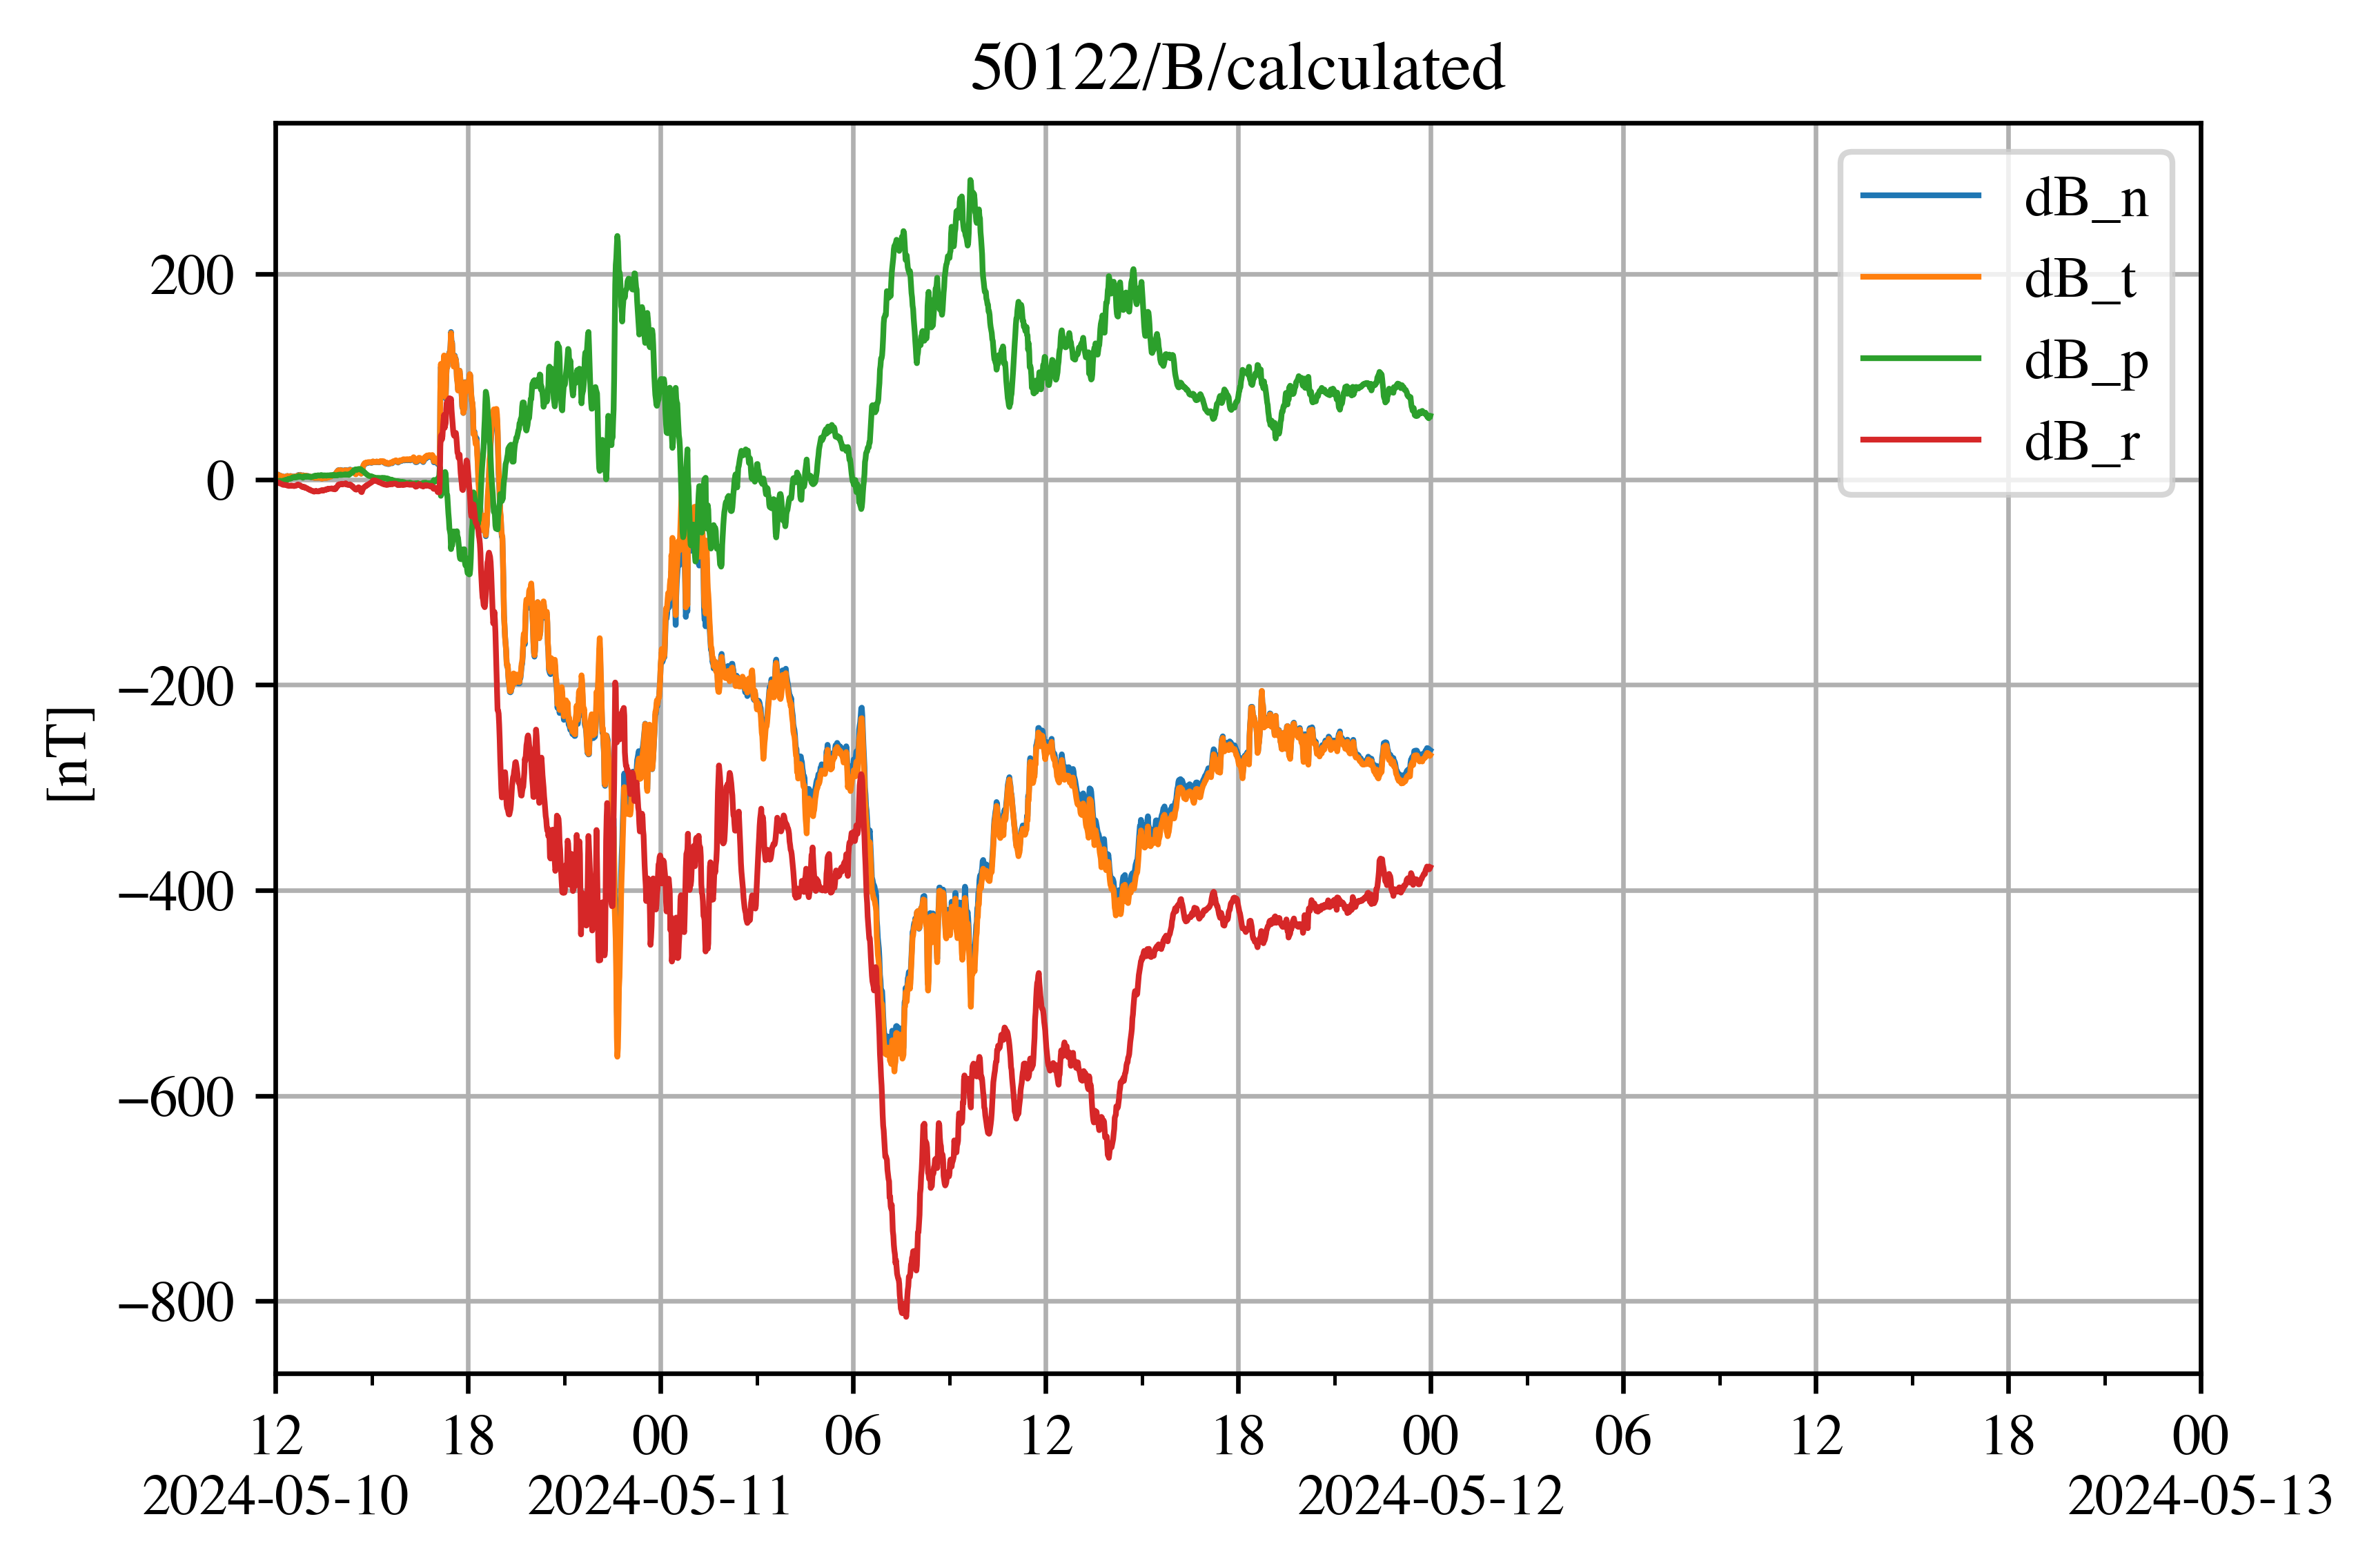 50122/B/calculated
dB_n
dB_t
dB_p
dB_r
200
0
−200
−400
−600
−800
[nT]
12 18 00 06 12 18 00 06 12 18 00
2024-05-10 2024-05-11 2024-05-12 2024-05-13